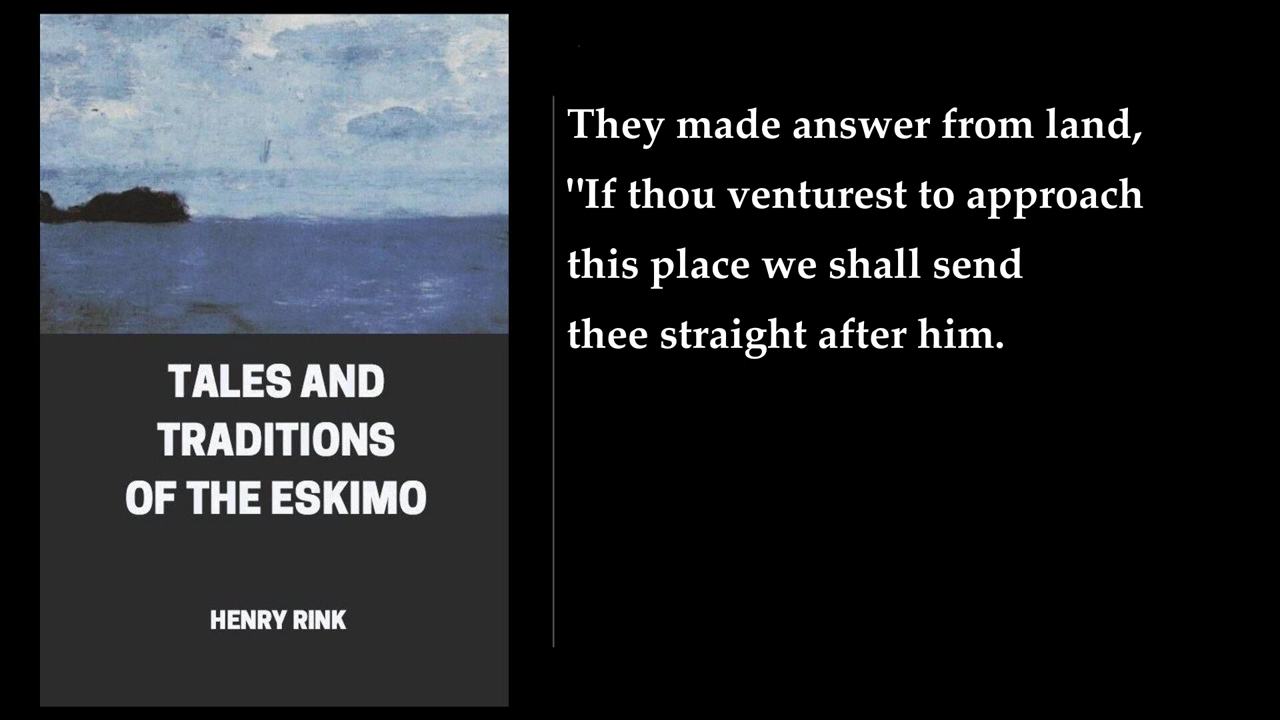 TALES AND
TRADITIONS
OF THE ESKIMO
HENRY RINK
They made answer from land,
"If thou venturest to approach
this place we shall send
thee straight after him.